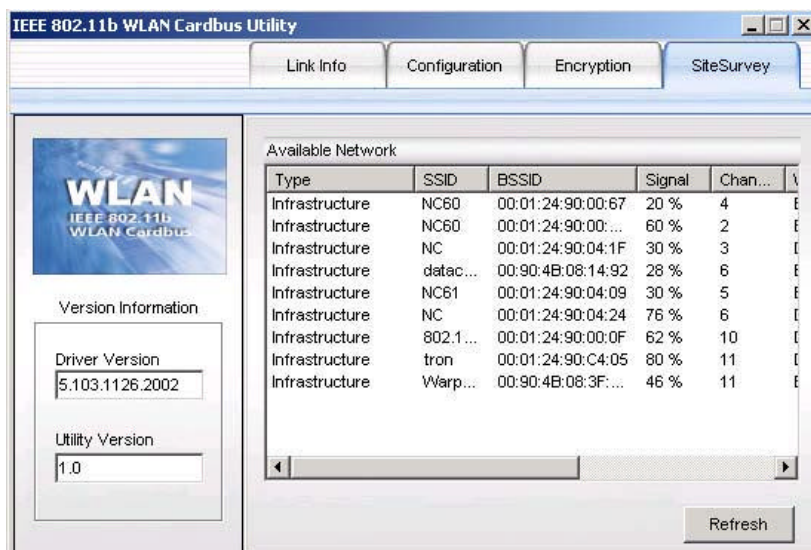 IEEE 802.11b WLAN Cardbus Utility
Link Info Configuration Encryption SiteSurvey
WLAN
IEEE 802.11b
WLAN Cardbus
Version Information
Driver Version
5.103.1126.2002
Utility Version
1.0
Available Network
Type SSID BSSID Signal Chan...
Infrastructure NC60 00:01:24:90:00:67 20 % 4
Infrastructure NC60 00:01:24:90:00:... 60 % 2
Infrastructure NC 00:01:24:90:04:1F 30 % 3
Infrastructure datac... 00:90:4B:08:14:92 28 % 6
Infrastructure NC61 00:01:24:90:04:09 30 % 5
Infrastructure NC 00:01:24:90:04:24 76 % 6
Infrastructure 802.1... 00:01:24:90:00:0F 62 % 10
Infrastructure tron 00:01:24:90:C4:05 80 % 11
Infrastructure Warp... 00:90:4B:08:3F:... 46 % 11
Refresh